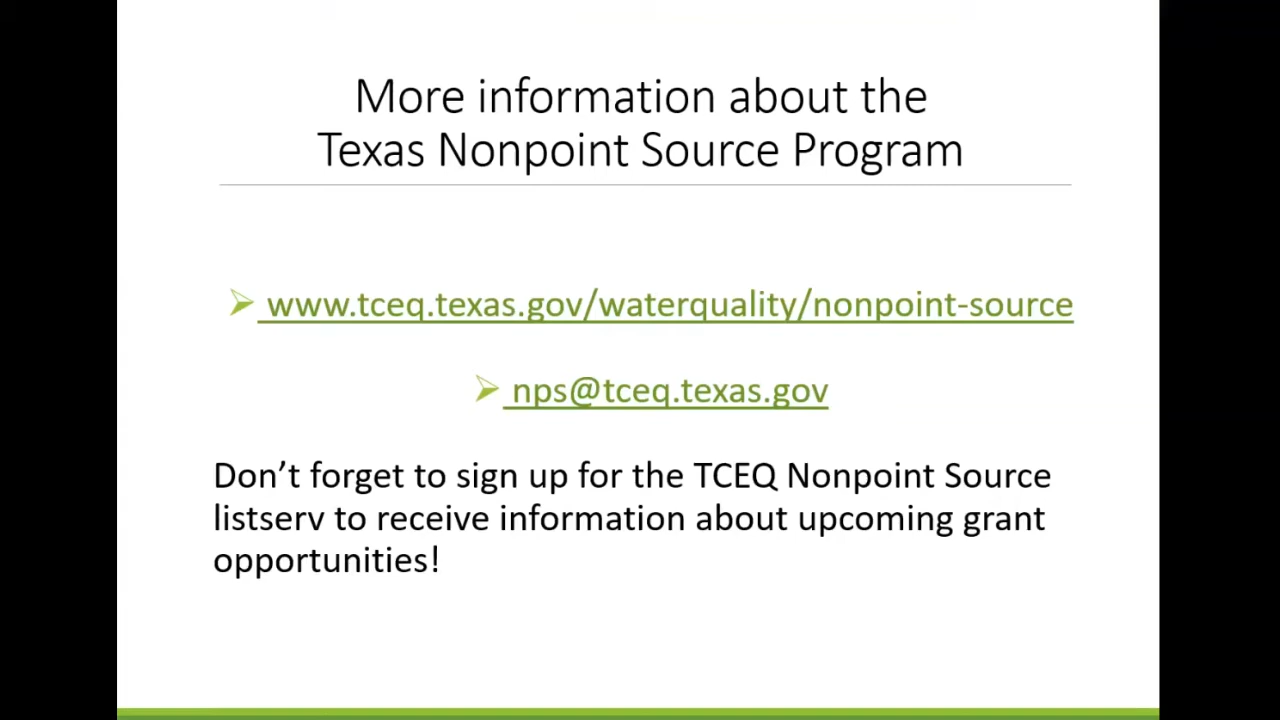 More information about the
Texas Nonpoint Source Program
www.tceq.texas.gov/waterquality/nonpoint-source
nps@tceq.texas.gov
Don’t forget to sign up for the TCEQ Nonpoint Source
listserv to receive information about upcoming grant
opportunities!